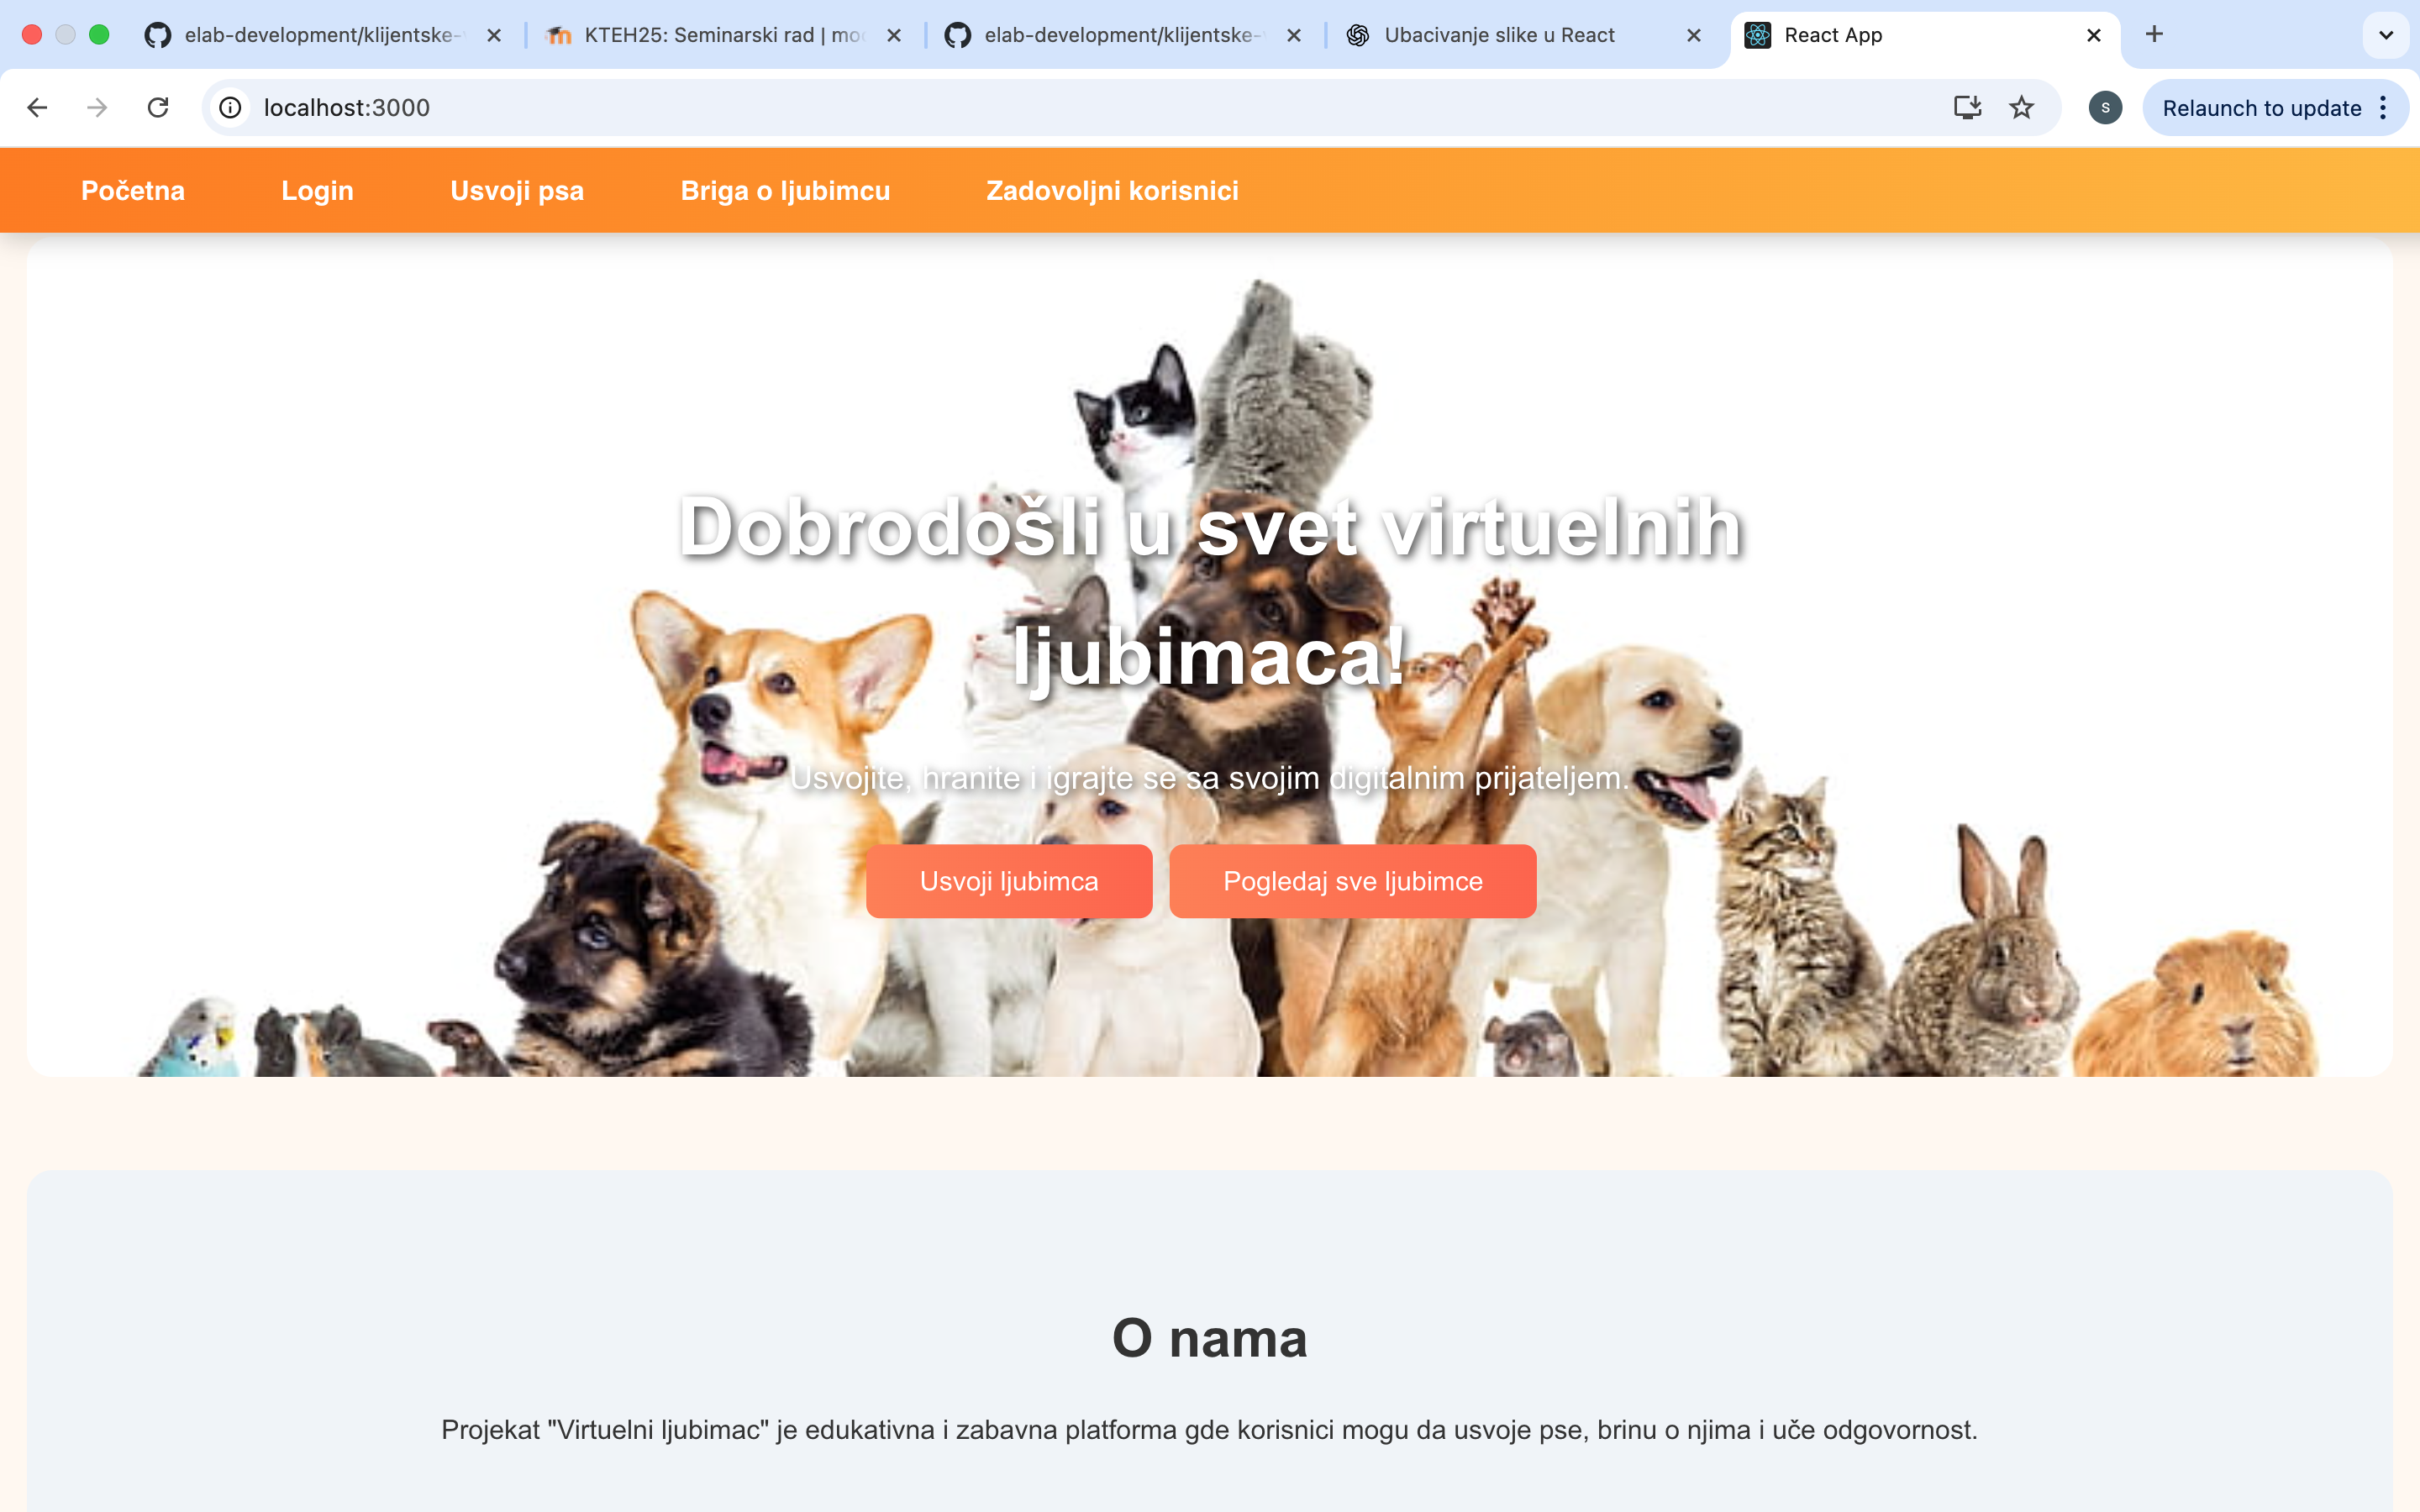 elab-development/klijentske-
KTEH25: Seminarski rad | moo
elab-development/klijentske-
Ubacivanje slike u React
React App
localhost:3000
S
Relaunch to update
Početna
Login
Usvoji psa
Briga o ljubimcu
Zadovoljni korisnici
Dobrodošli u svet virtuelnih
ljubimaca!
Usvojite, hranite i igrajte se sa svojim digitalnim prijateljem.
Usvoji ljubimca
Pogledaj sve ljubimce
O nama
Projekat "Virtuelni ljubimac" je edukativna i zabavna platforma gde korisnici mogu da usvoje pse, brinu o njima i uče odgovornost.